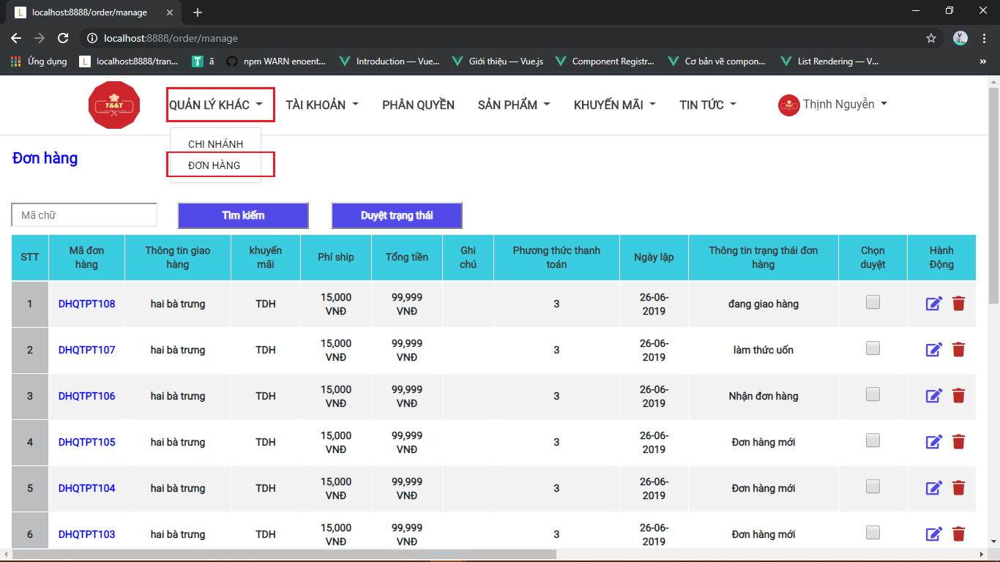 localhost:8888/order/manage
localhost:8888/order/manage
Ứng dụng localhost:8888/tran... ã npm WARN enoent... Introduction — Vue... Giới thiệu — Vue.js Component Registr... Cơ bản về compon... List Rendering — V... »
T&&T QUẢN LÝ KHÁC TÀI KHOẢN PHÂN QUYỀN SẢN PHẨM KHUYẾN MÃI TIN TỨC Thịnh Nguyễn
CHI NHÁNH
ĐƠN HÀNG
Đơn hàng
Mã chữ Tìm kiếm Duyệt trạng thái
STT Mã đơn hàng Thông tin giao hàng khuyến mãi Phí ship Tổng tiền Ghi chú Phương thức thanh toán Ngày lập Thông tin trạng thái đơn hàng Chọn duyệt Hành Động
1 DHQTPT108 hai bà trưng TDH 15,000 VNĐ 99,999 VNĐ 3 26-06-2019 đang giao hàng
2 DHQTPT107 hai bà trưng TDH 15,000 VNĐ 99,999 VNĐ 3 26-06-2019 làm thức uốn
3 DHQTPT106 hai bà trưng TDH 15,000 VNĐ 99,999 VNĐ 3 26-06-2019 Nhận đơn hàng
4 DHQTPT105 hai bà trưng TDH 15,000 VNĐ 99,999 VNĐ 3 26-06-2019 Đơn hàng mới
5 DHQTPT104 hai bà trưng TDH 15,000 VNĐ 99,999 VNĐ 3 26-06-2019 Đơn hàng mới
6 DHQTPT103 hai bà trưng TDH 15,000 VNĐ 99,999 VNĐ 3 26-06-2019 Đơn hàng mới